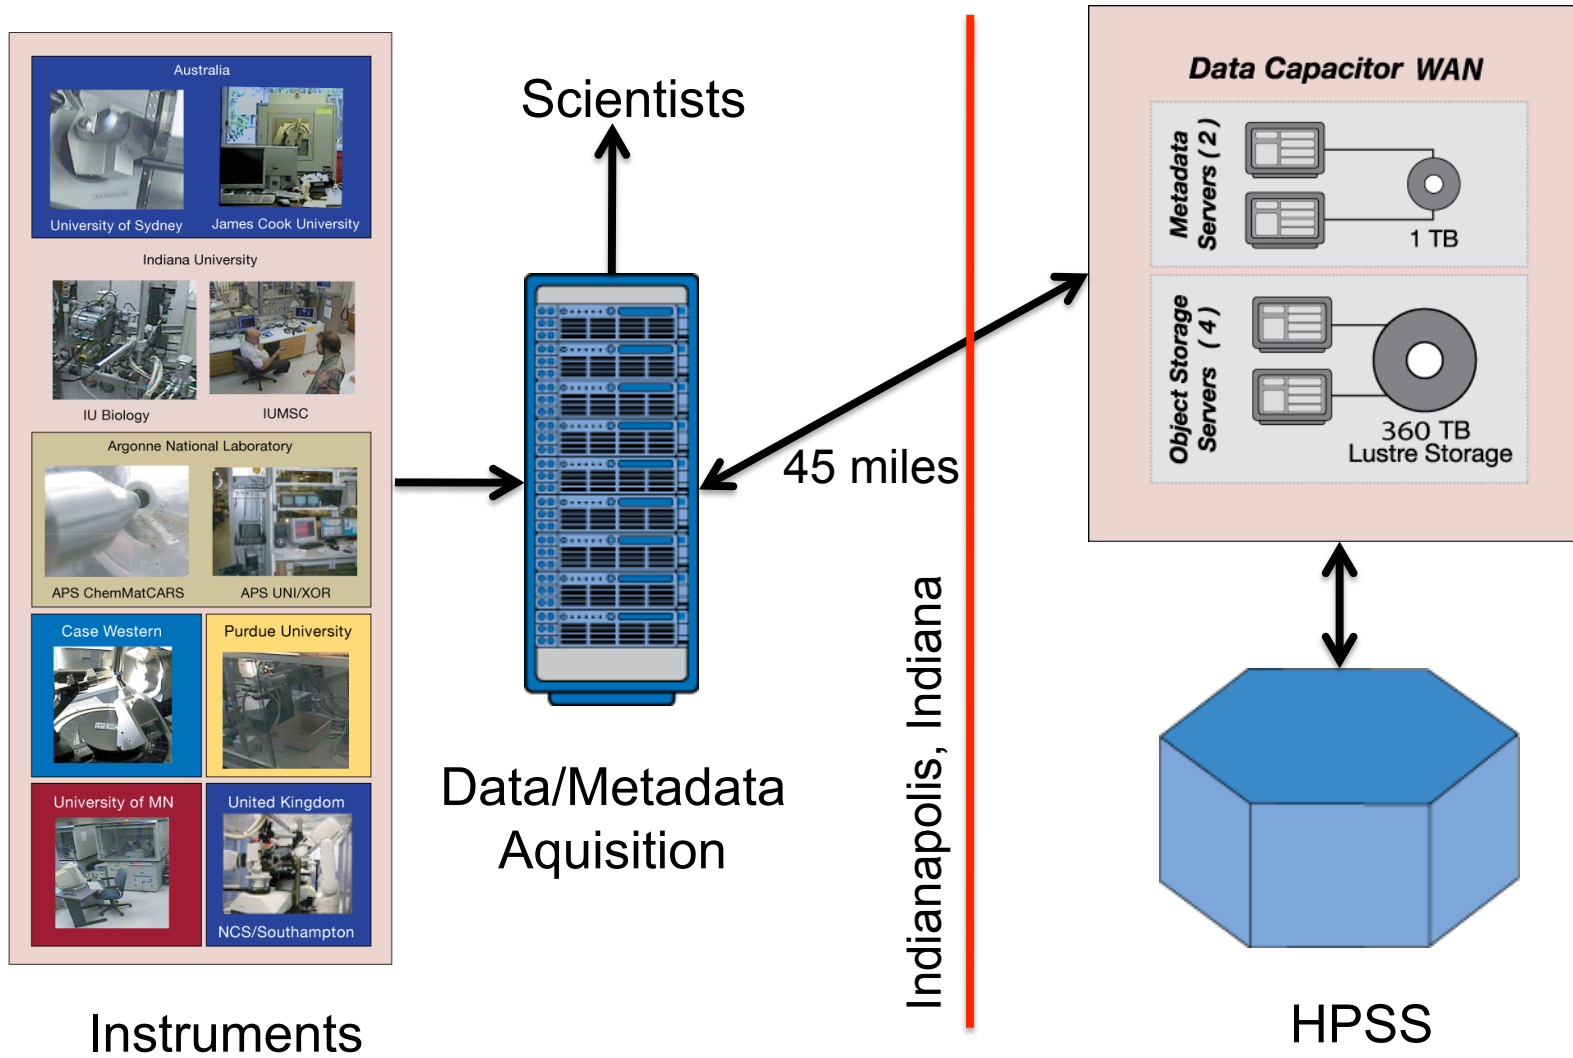 Australia
University of Sydney
James Cook University
Indiana University
IU Biology
IUMSC
Argonne National Laboratory
APS ChemMatCARS
APS UNI/XOR
Case Western
Purdue University
University of MN
United Kingdom
NCS/Southampton
Instruments
Scientists
Data/Metadata
Aquisition
45 miles
Indianapolis, Indiana
Data Capacitor WAN
Metadata
Servers (2)
1 TB
Object Storage
Servers (4)
360 TB
Lustre Storage
HPSS